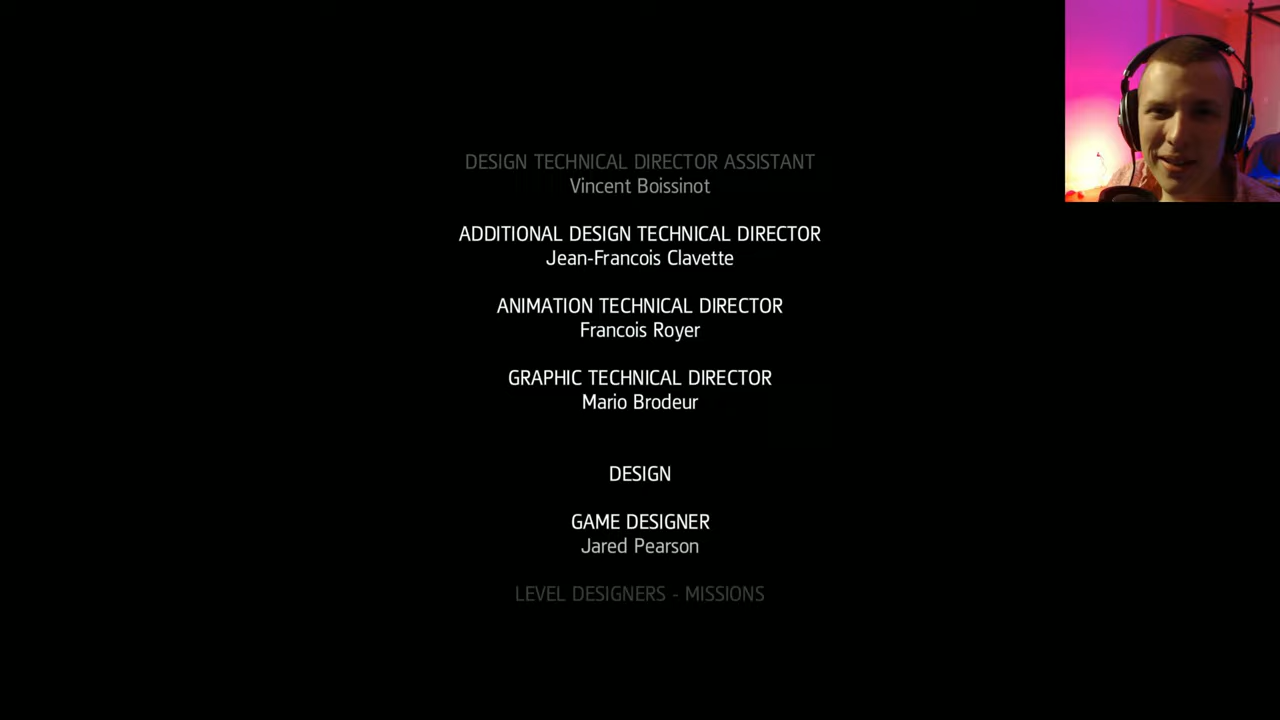 DESIGN TECHNICAL DIRECTOR ASSISTANT
Vincent Boissinot
ADDITIONAL DESIGN TECHNICAL DIRECTOR
Jean-Francois Clavette
ANIMATION TECHNICAL DIRECTOR
Francois Royer
GRAPHIC TECHNICAL DIRECTOR
Mario Brodeur
DESIGN
GAME DESIGNER
Jared Pearson
LEVEL DESIGNERS - MISSIONS